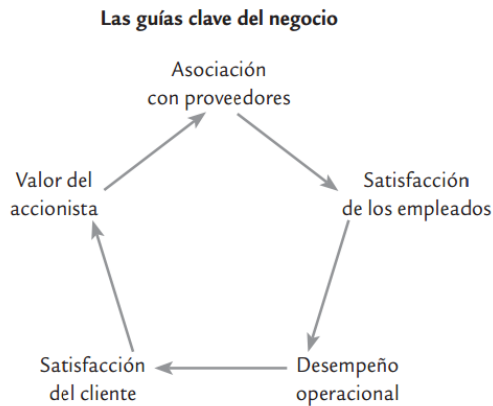 Las guías clave del negocio
Asociación
con proveedores
Valor del
accionista
Satisfacción
de los empleados
Satisfacción
del cliente
Desempeño
operacional